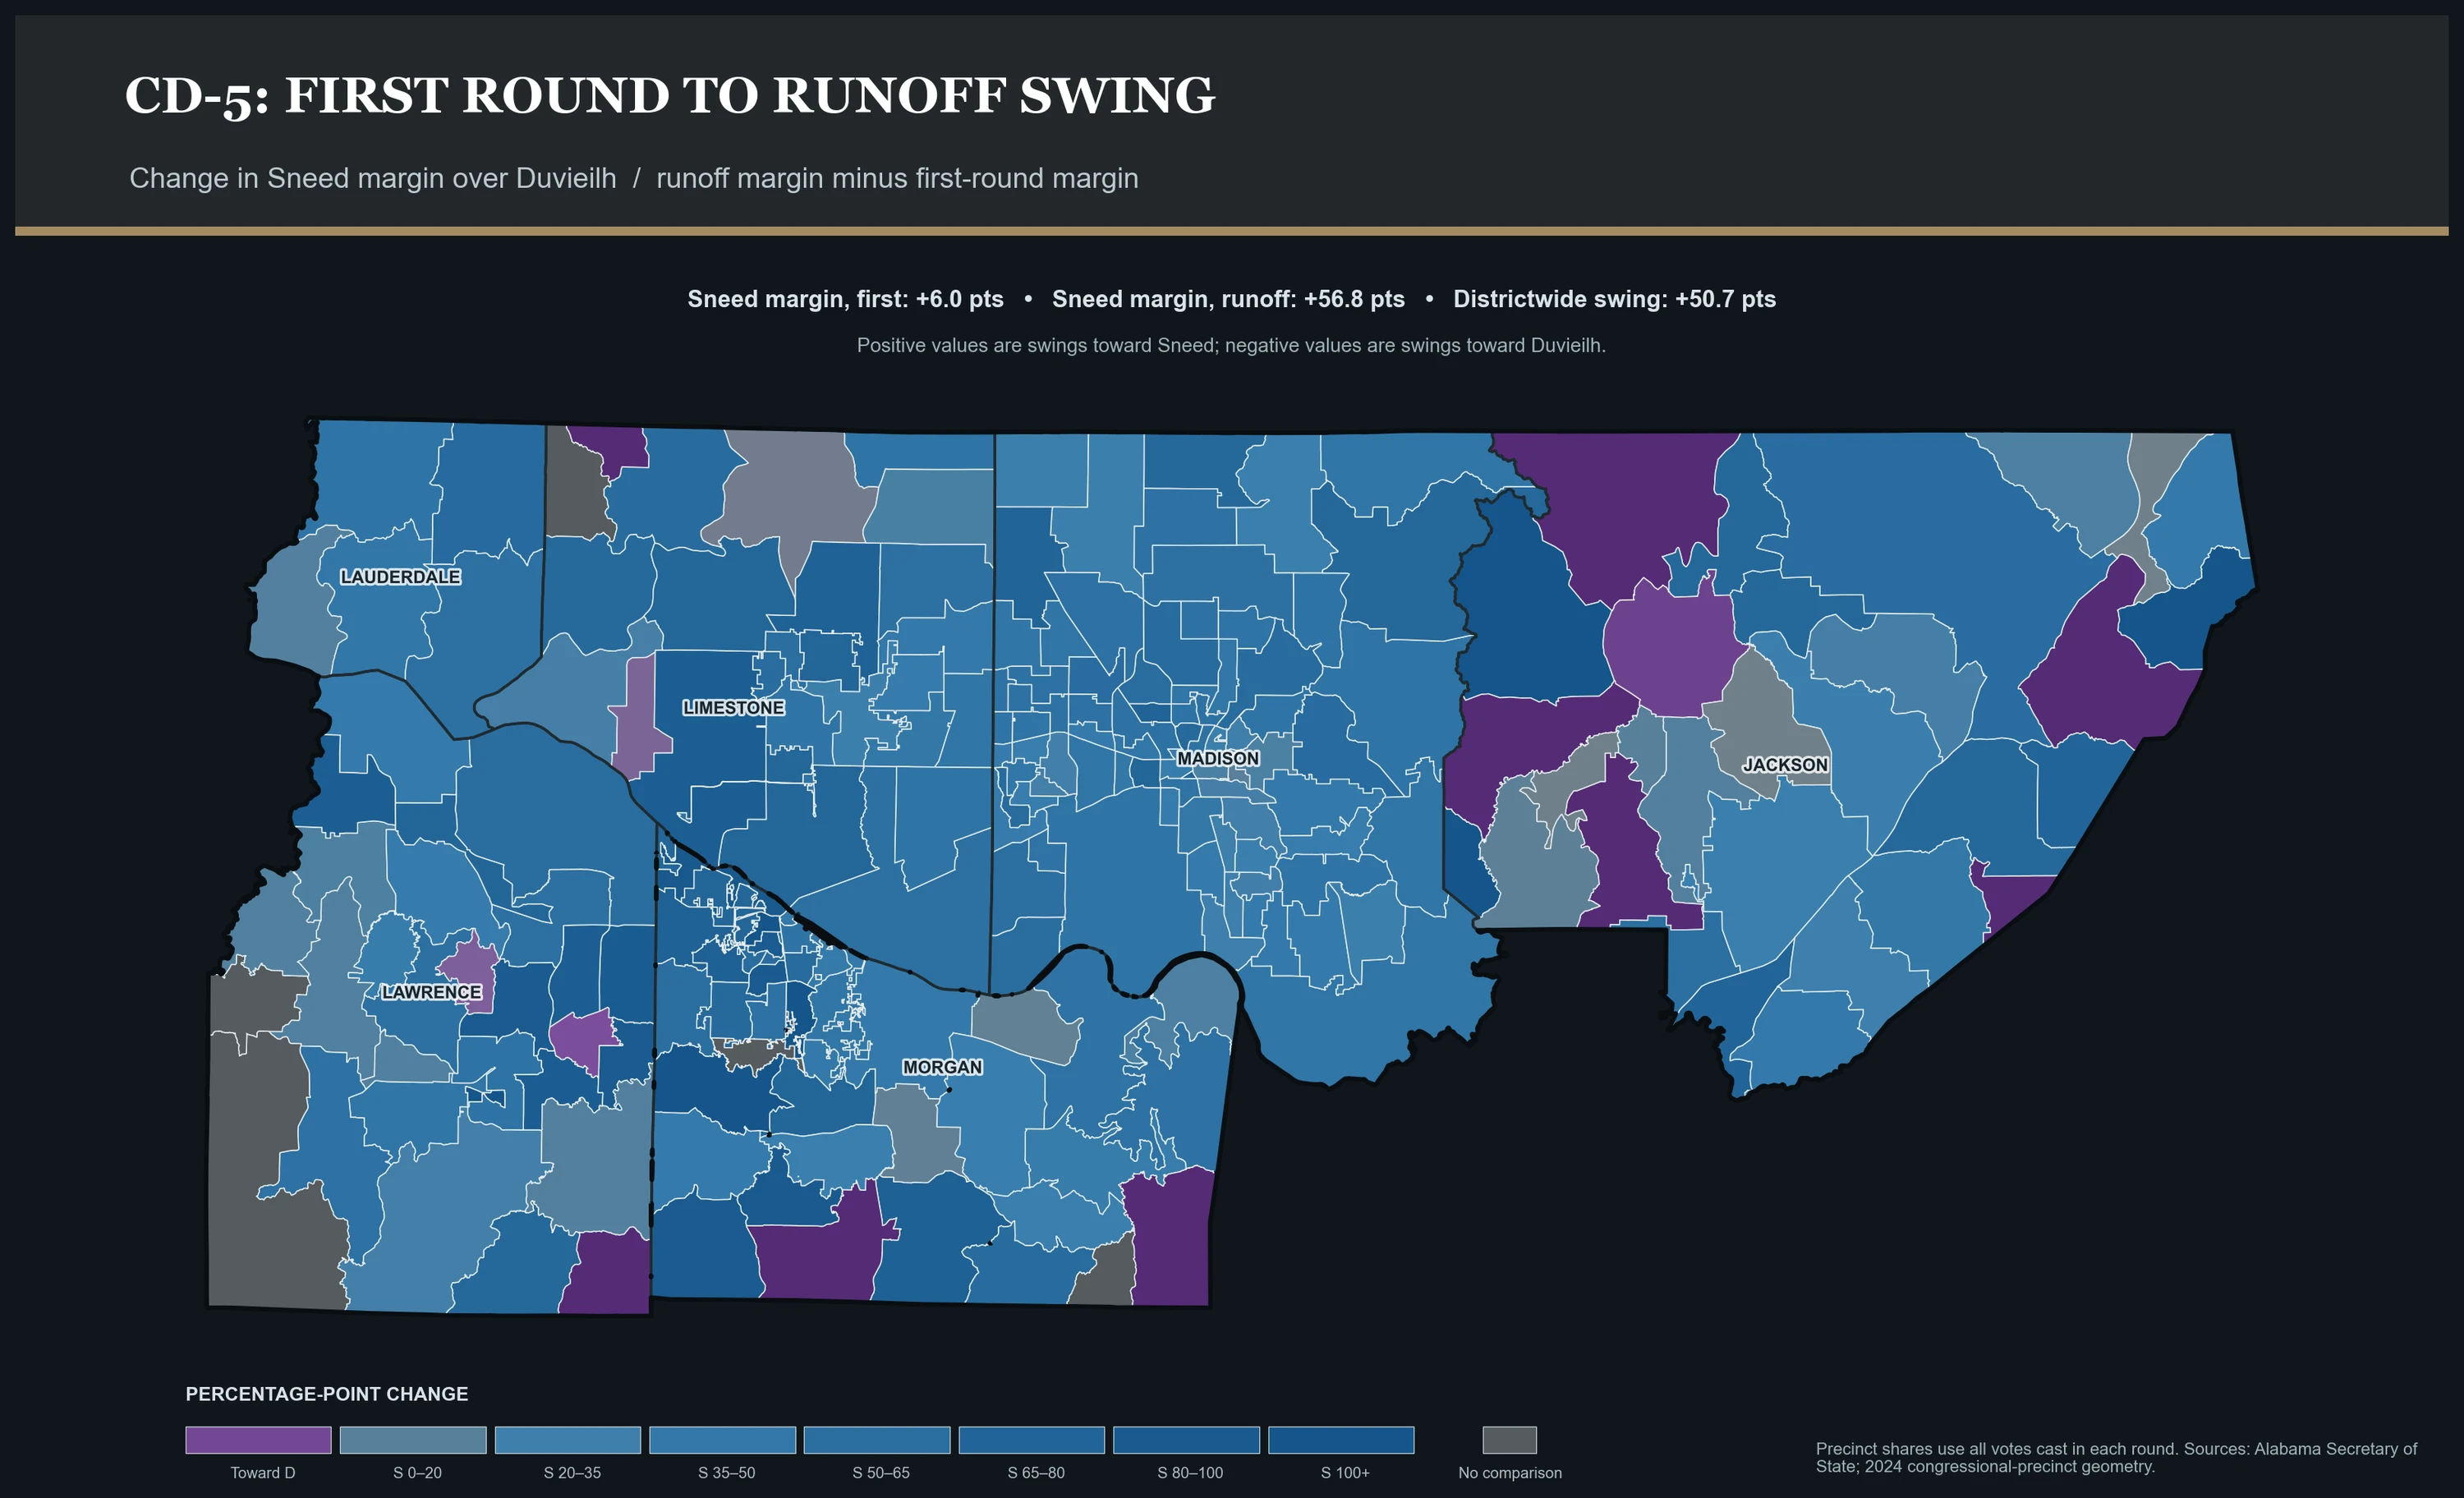 CD-5: FIRST ROUND TO RUNOFF SWING
Change in Sneed margin over Duvieilh / runoff margin minus first-round margin
Sneed margin, first: +6.0 pts • Sneed margin, runoff: +56.8 pts • Districtwide swing: +50.7 pts
Positive values are swings toward Sneed; negative values are swings toward Duvieilh.
LAUDERDALE
LIMESTONE
MADISON
JACKSON
LAWRENCE
MORGAN
PERCENTAGE-POINT CHANGE
Toward D
S 0–20
S 20–35
S 35–50
S 50–65
S 65–80
S 80–100
S 100+
No comparison
Precinct shares use all votes cast in each round. Sources: Alabama Secretary of
State; 2024 congressional-precinct geometry.